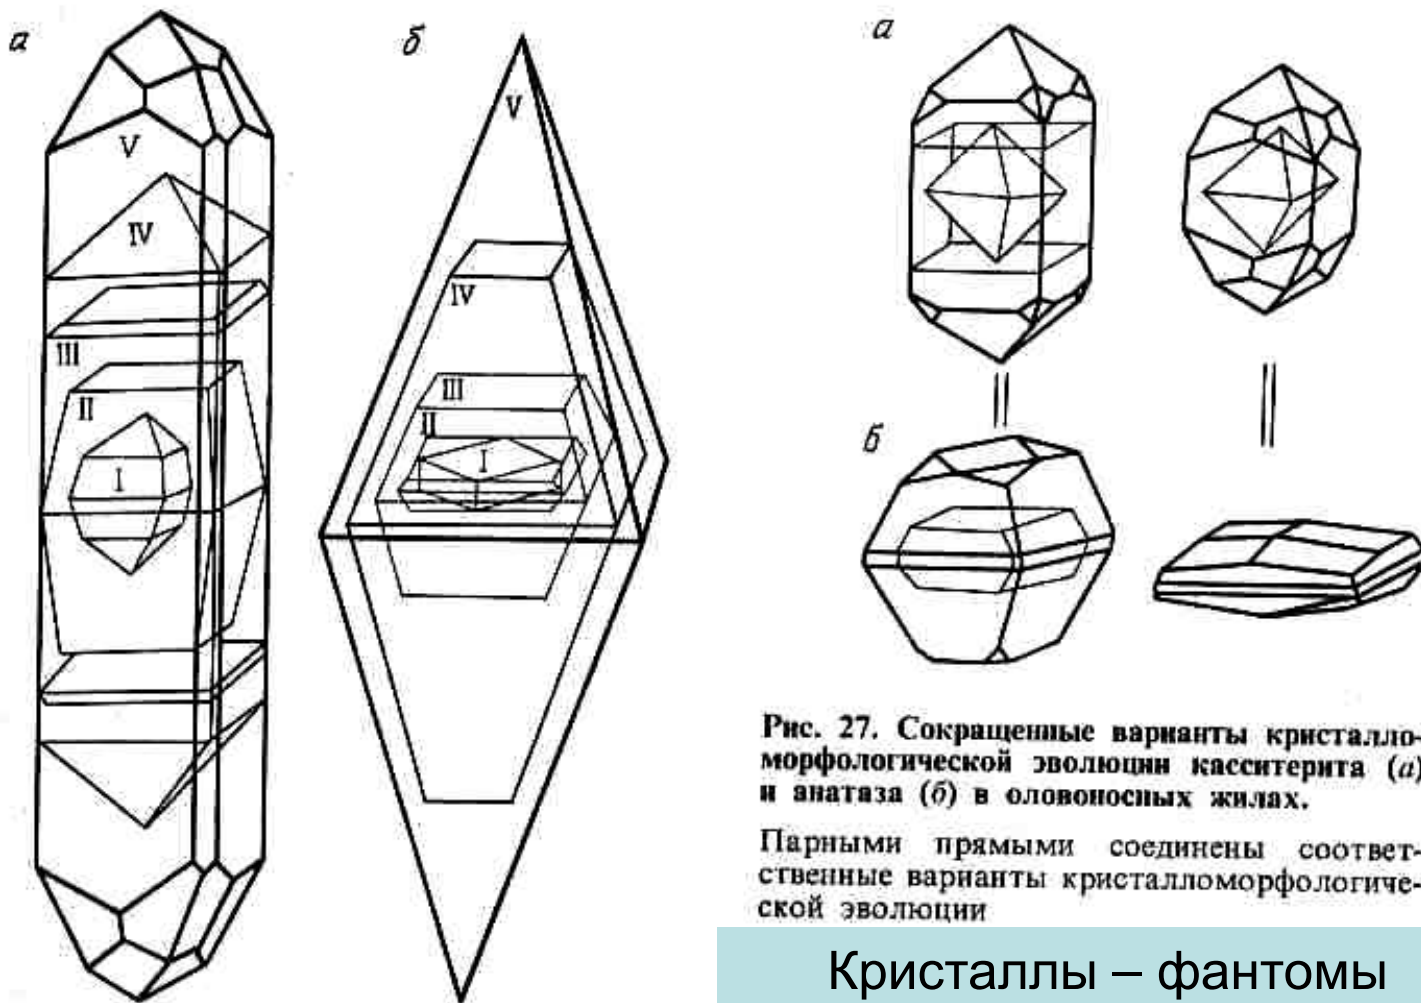 а
V
IV
III
II
I
б
V
IV
III
II
I
а
б
Рис. 27. Сокращенные варианты кристалло-
морфологической эволюции касситерита (а)
и анатаза (б) в оловоносных жилах.
Парными прямыми соединены соответ-
ственные варианты кристалломорфологиче-
ской эволюции
Кристаллы – фантомы